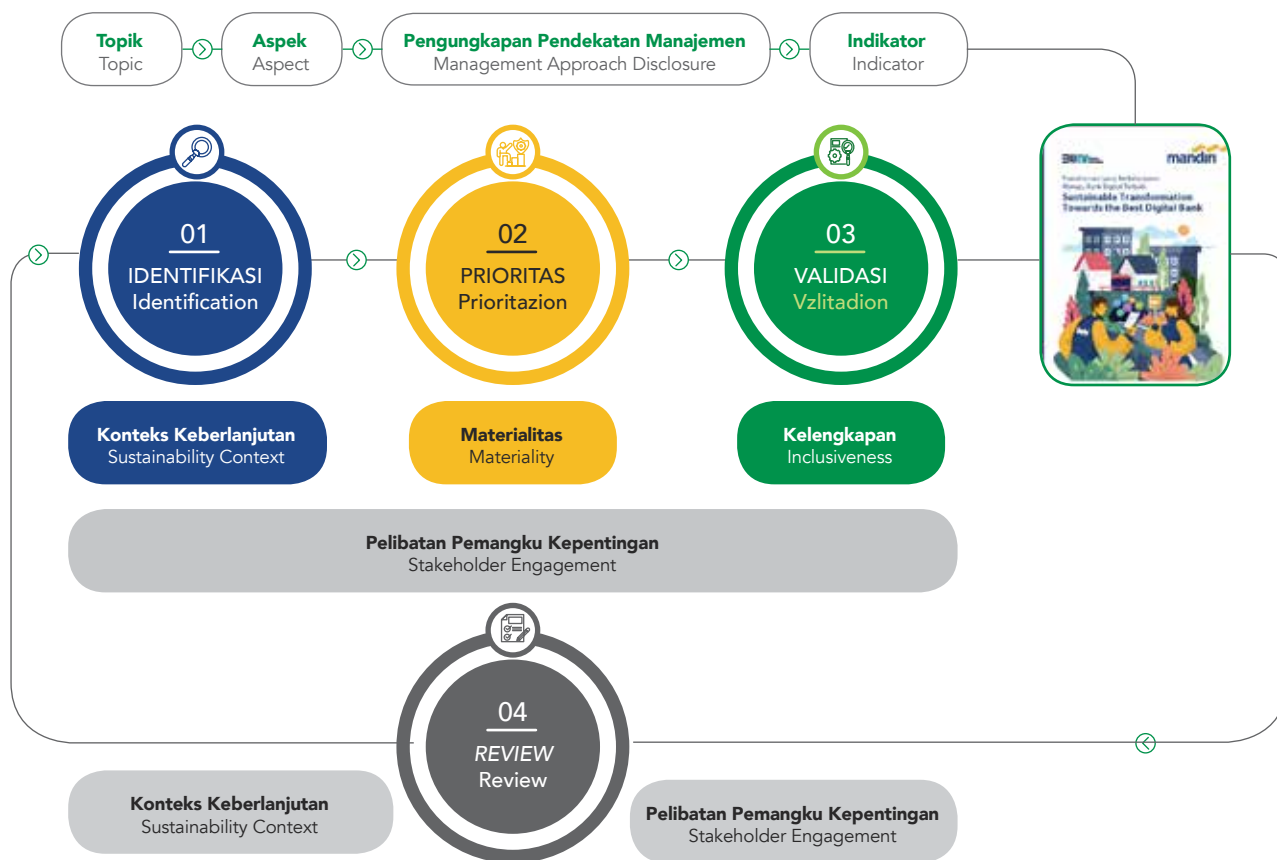 Topik
Topic
Aspek
Aspect
Pengungkapan Pendekatan Manajemen
Management Approach Disclosure
Indikator
Indicator
mandiri
Sustainable Transformation
Towards the Best Digital Bank
01
IDENTIFIKASI
Identification
02
PRIORITAS
Prioritazion
03
VALIDASI
Vzlitadion
Konteks Keberlanjutan
Sustainability Context
Materialitas
Materiality
Kelengkapan
Inclusiveness
Pelibatan Pemangku Kepentingan
Stakeholder Engagement
04
REVIEW
Review
Konteks Keberlanjutan
Sustainability Context
Pelibatan Pemangku Kepentingan
Stakeholder Engagement